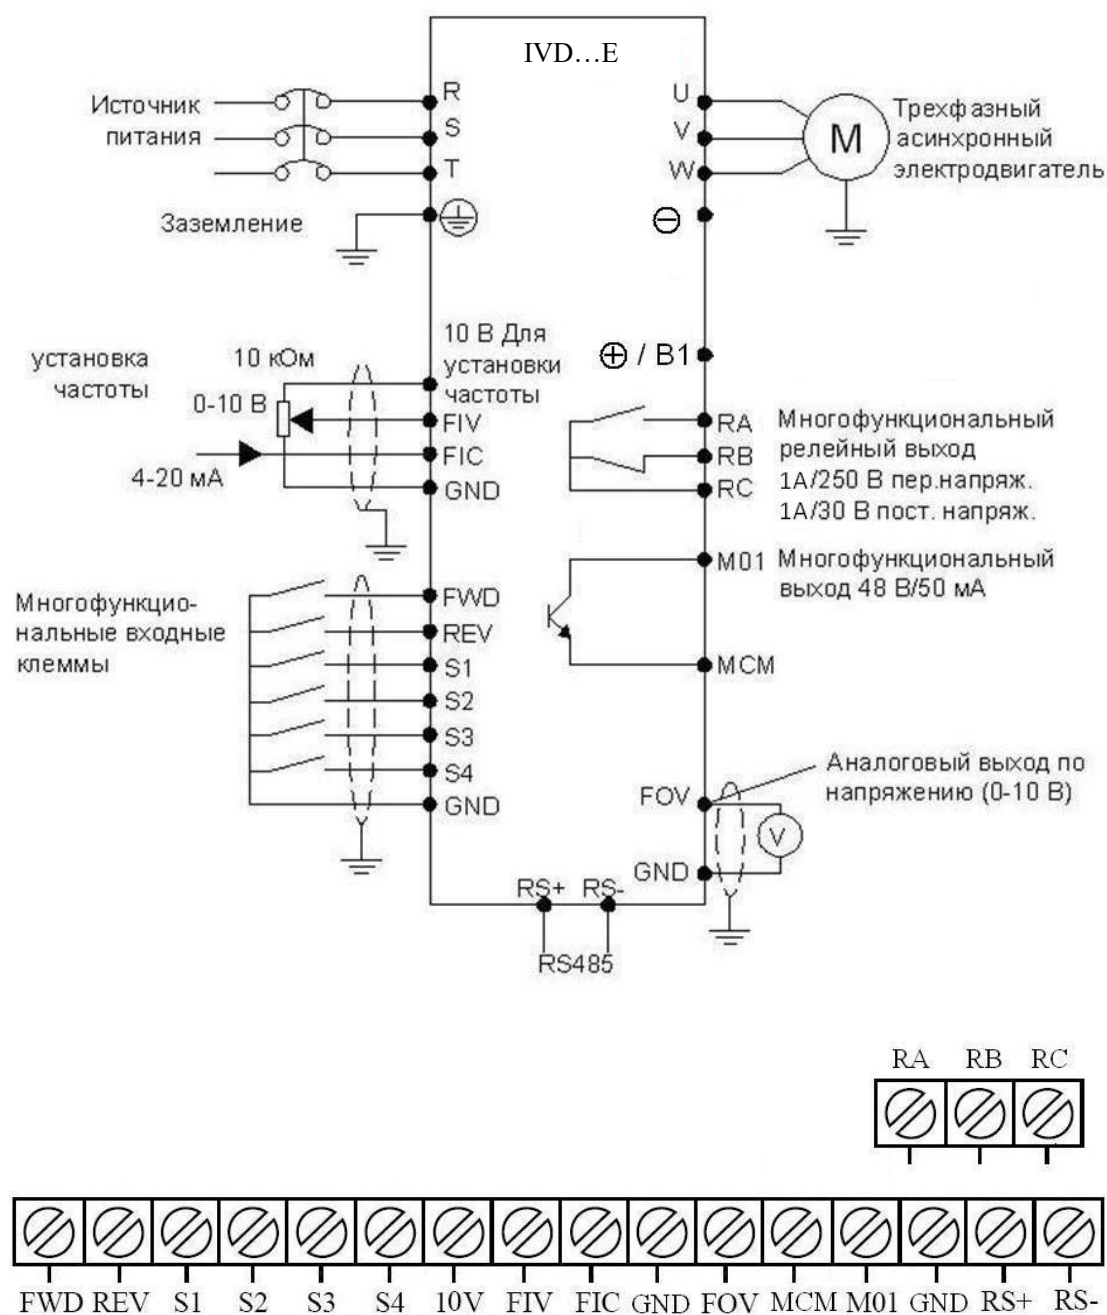 IVD...E
Источник
питания
R
S
T
Заземление
U
V
W
M
Трехфазный
асинхронный
электродвигатель
⊖
⊕ / B1
установка
частоты
10 кОм
0-10 В
4-20 мА
10 В Для
установки
частоты
FIV
FIC
GND
RA
RB
RC
Многофункциональный
релейный выход
1А/250 В пер.напряж.
1А/30 В пост. напряж.
M01
Многофункциональный
выход 48 В/50 мА
MCM
Многофункцио-
нальные входные
клеммы
FWD
REV
S1
S2
S3
S4
GND
FOV
GND
V
Аналоговый выход по
напряжению (0-10 В)
RS+ RS-
RS485
RA RB RC
FWD REV S1 S2 S3 S4 10V FIV FIC GND FOV MCM M01 GND RS+ RS-